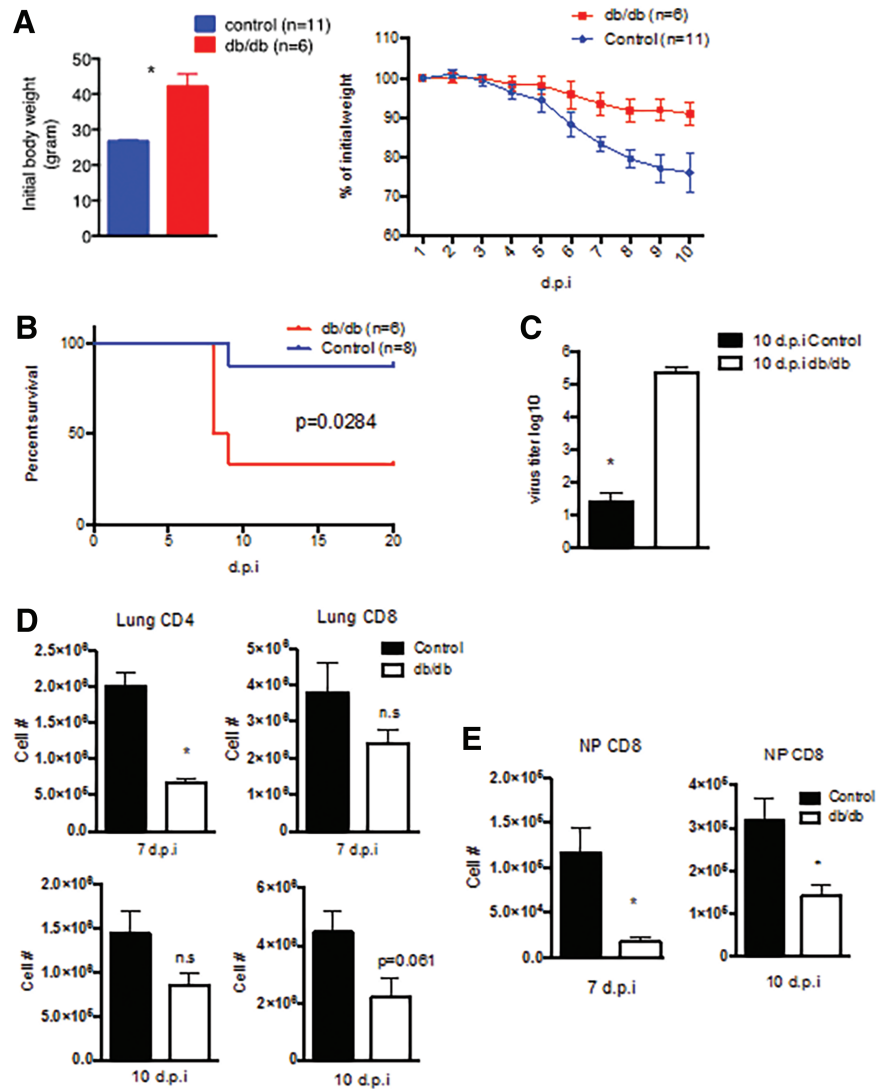 A
control (n=11)
db/db (n=6)
Initial body weight
(gram)
50
40
30
20
10
0
*
db/db (n=6)
Control (n=11)
% of initial weight
110
100
90
80
70
60
1 2 3 4 5 6 7 8 9 10
d.p.i
B
db/db (n=6)
Control (n=8)
Percent survival
100
50
0
p=0.0284
0 5 10 15 20
d.p.i
C
10 d.p.i Control
10 d.p.i db/db
virus titer log10
6
5
4
3
2
1
0
*
D
Lung CD4
Cell #
2.5×10⁶
2.0×10⁶
1.5×10⁶
1.0×10⁶
5.0×10⁵
0.0
*
7 d.p.i
Lung CD8
Control
db/db
Cell #
5×10⁶
4×10⁶
3×10⁶
2×10⁶
1×10⁶
0
n.s
7 d.p.i
Cell #
2.0×10⁶
1.5×10⁶
1.0×10⁶
5.0×10⁵
0.0
n.s
10 d.p.i
Cell #
6×10⁶
4×10⁶
2×10⁶
0
p=0.061
10 d.p.i
E
NP CD8
Cell #
2.0×10⁵
1.5×10⁵
1.0×10⁵
5.0×10⁴
0.0
*
7 d.p.i
NP CD8
Control
db/db
4×10⁵
3×10⁵
2×10⁵
1×10⁵
0
*
10 d.p.i